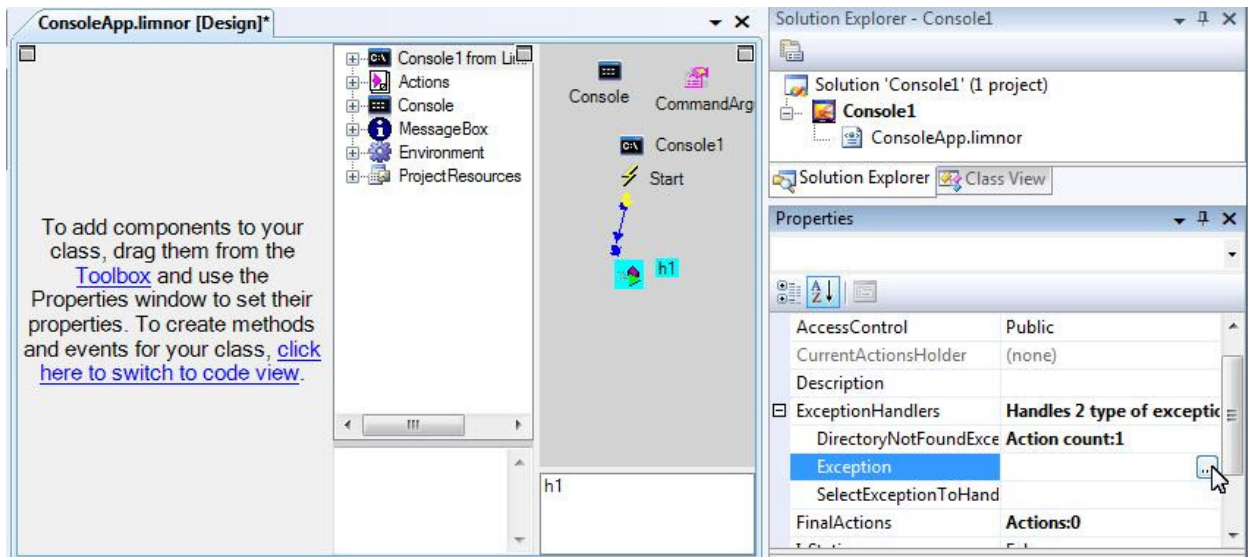 ConsoleApp.limnor [Design]*
To add components to your
class, drag them from the
Toolbox and use the
Properties window to set their
properties. To create methods
and events for your class, click
here to switch to code view.
Console1 from Li
Actions
Console
MessageBox
Environment
ProjectResources
Console
CommandArg
Console1
Start
h1
h1
Solution Explorer - Console1
Solution 'Console1' (1 project)
Console1
ConsoleApp.limnor
Solution Explorer
Class View
Properties
AccessControl Public
CurrentActionsHolder (none)
Description
ExceptionHandlers Handles 2 type of exceptic
DirectoryNotFoundExce Action count:1
Exception ...
SelectExceptionToHand
FinalActions Actions:0